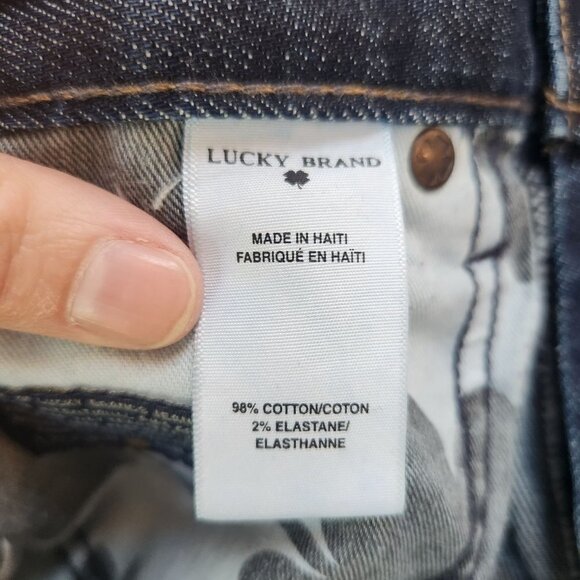 LUCKY BRAND
MADE IN HAITI
FABRIQUÉ EN HAÏTI
98% COTTON/COTON
2% ELASTANE/
ELASTHANNE